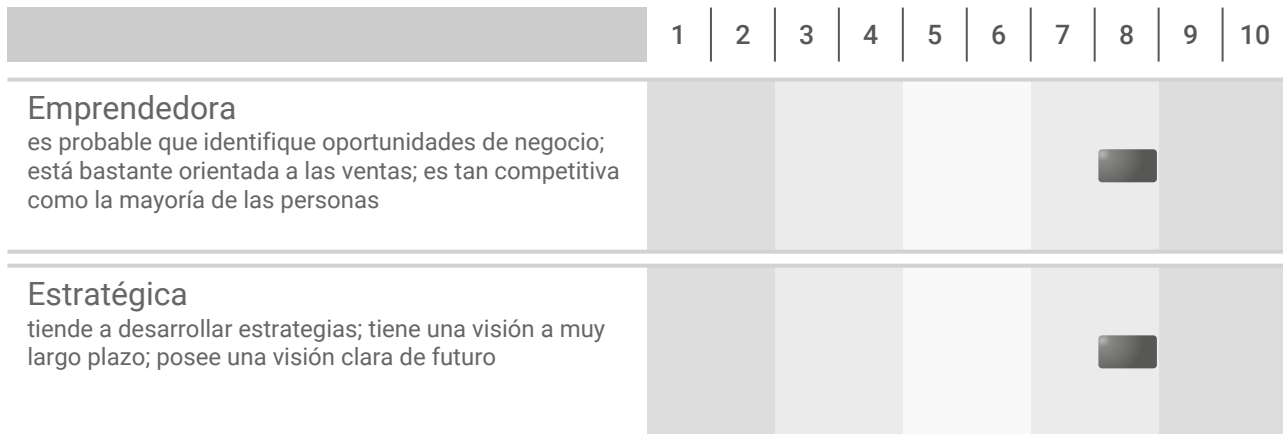 1 2 3 4 5 6 7 8 9 10
Emprendedora
es probable que identifique oportunidades de negocio;
está bastante orientada a las ventas; es tan competitiva
como la mayoría de las personas
Estratégica
tiende a desarrollar estrategias; tiene una visión a muy
largo plazo; posee una visión clara de futuro